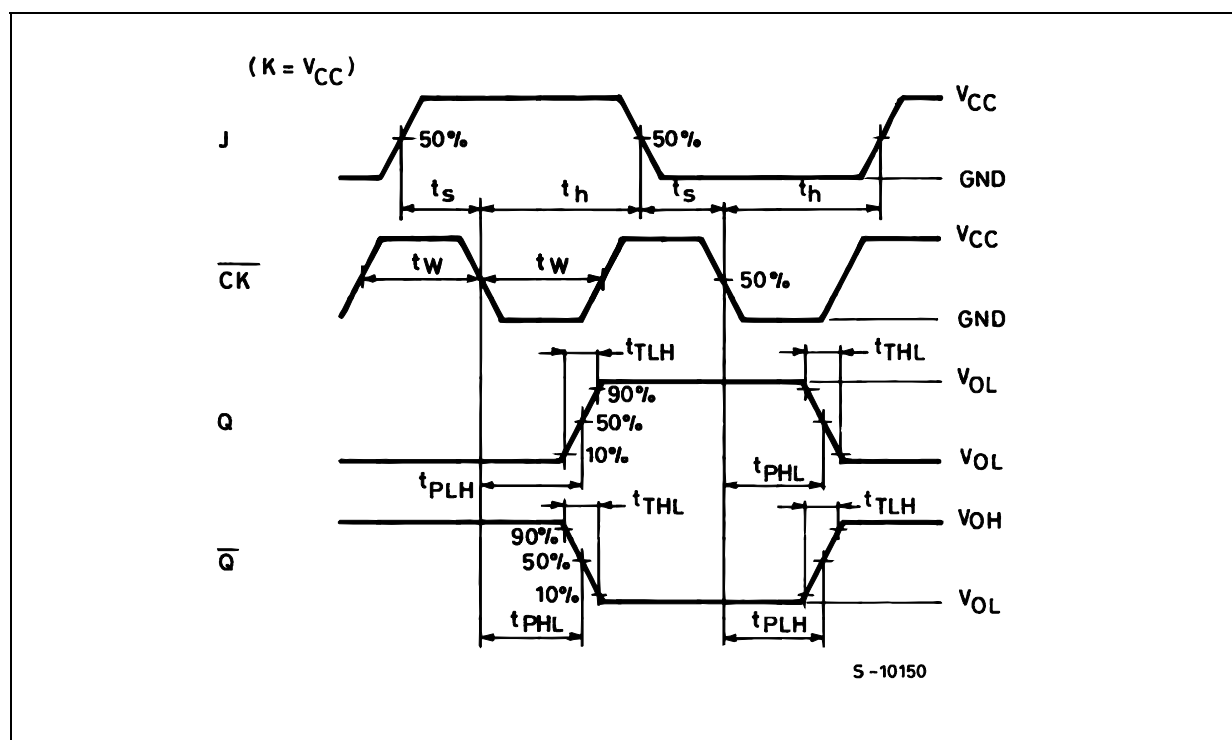 (K = VCC)
VCC
J
50%
50%
GND
ts
th
ts
th
VCC
CK
tW
tW
50%
GND
tTLH
tTHL
VOL
90%
Q
50%
10%
VOL
tPLH
tPHL
tTHL
tTLH
VOH
90%
Q
50%
10%
VOL
tPHL
tPLH
S-10150